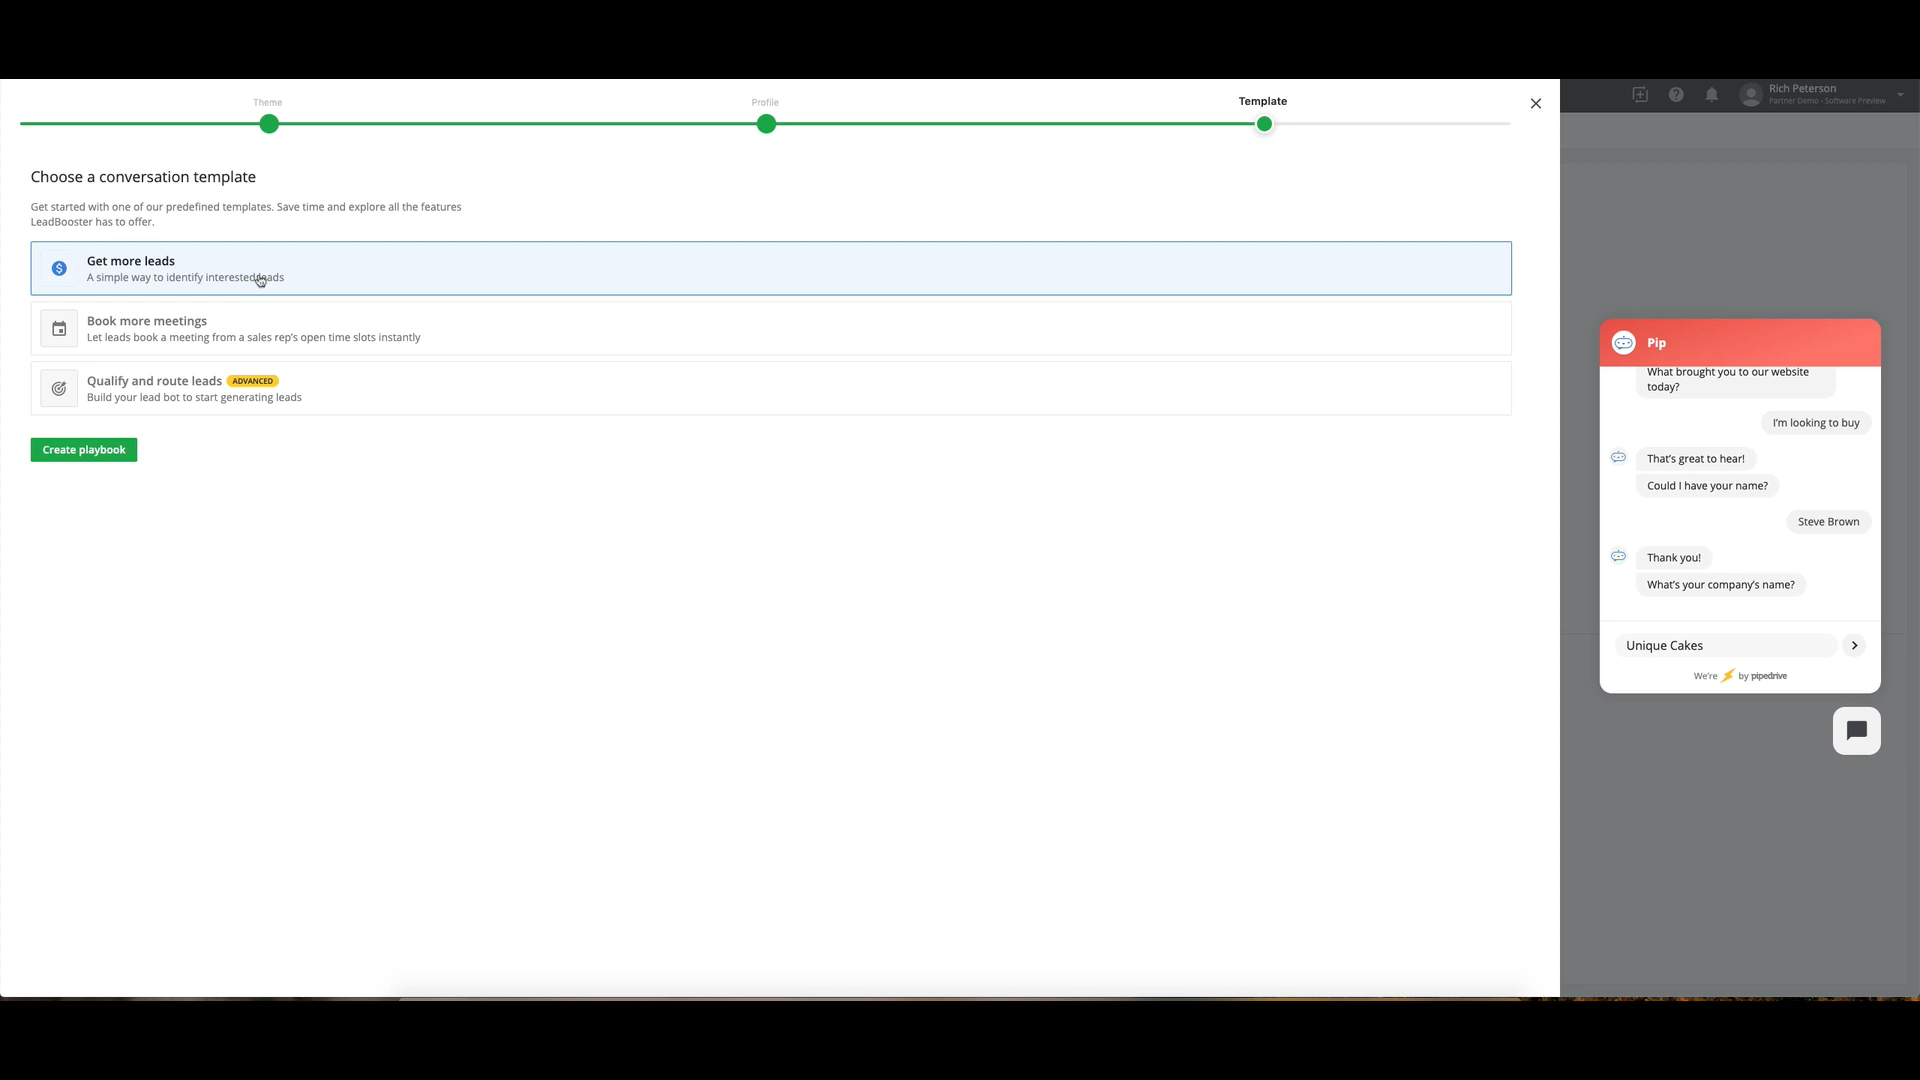 Theme
Profile
Template
Rich Peterson
Partner Demo - Software Preview
Choose a conversation template
Get started with one of our predefined templates. Save time and explore all the features
LeadBooster has to offer.
Get more leads
A simple way to identify interested leads
Book more meetings
Let leads book a meeting from a sales rep's open time slots instantly
Qualify and route leads ADVANCED
Build your lead bot to start generating leads
Create playbook
Pip
What brought you to our website
today?
I'm looking to buy
That's great to hear!
Could I have your name?
Steve Brown
Thank you!
What's your company's name?
Unique Cakes
We're ⚡ by pipedrive